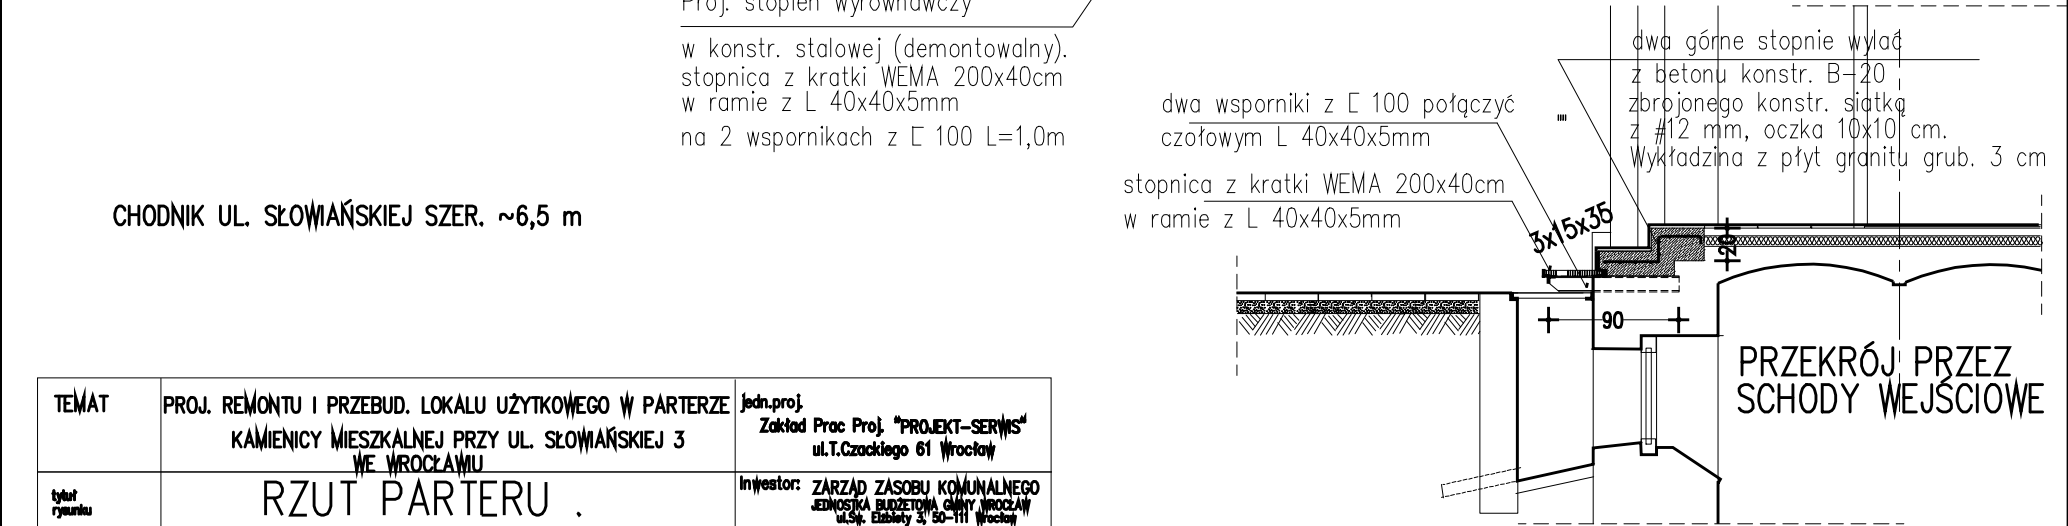 Proj. stopień wyrównawczy
w konstr. stalowej (demontowalny).
stopnica z kratki WEMA 200x40cm
w ramie z L 40x40x5mm
na 2 wspornikach z [ 100 L=1,0m
dwa górne stopnie wylać
z betonu konstr. B-20
zbrojonego konstr. siatką
z #12 mm, oczka 10x10 cm.
Wykładzina z płyt granitu grub. 3 cm
dwa wsporniki z [ 100 połączyć
czołowym L 40x40x5mm
stopnica z kratki WEMA 200x40cm
w ramie z L 40x40x5mm
3x15x35
20
90
CHODNIK UL. SŁOWIAŃSKIEJ SZER. ~6,5 m
PRZEKRÓJ PRZEZ
SCHODY WEJŚCIOWE
TEMAT
PROJ. REMONTU I PRZEBUD. LOKALU UŻYTKOWEGO W PARTERZE
KAMIENICY MIESZKALNEJ PRZY UL. SŁOWIAŃSKIEJ 3
WE WROCŁAWIU
jedn.proj.
Zakład Prac Proj. "PROJEKT-SERWIS"
ul.T.Czackiego 61 Wrocław
tytuł
rysunku
RZUT PARTERU .
Inwestor: ZARZĄD ZASOBU KOMUNALNEGO
JEDNOSTKA BUDŻETOWA GMINY WROCŁAW
ul.Św. Elżbiety 3, 50-111 Wrocław